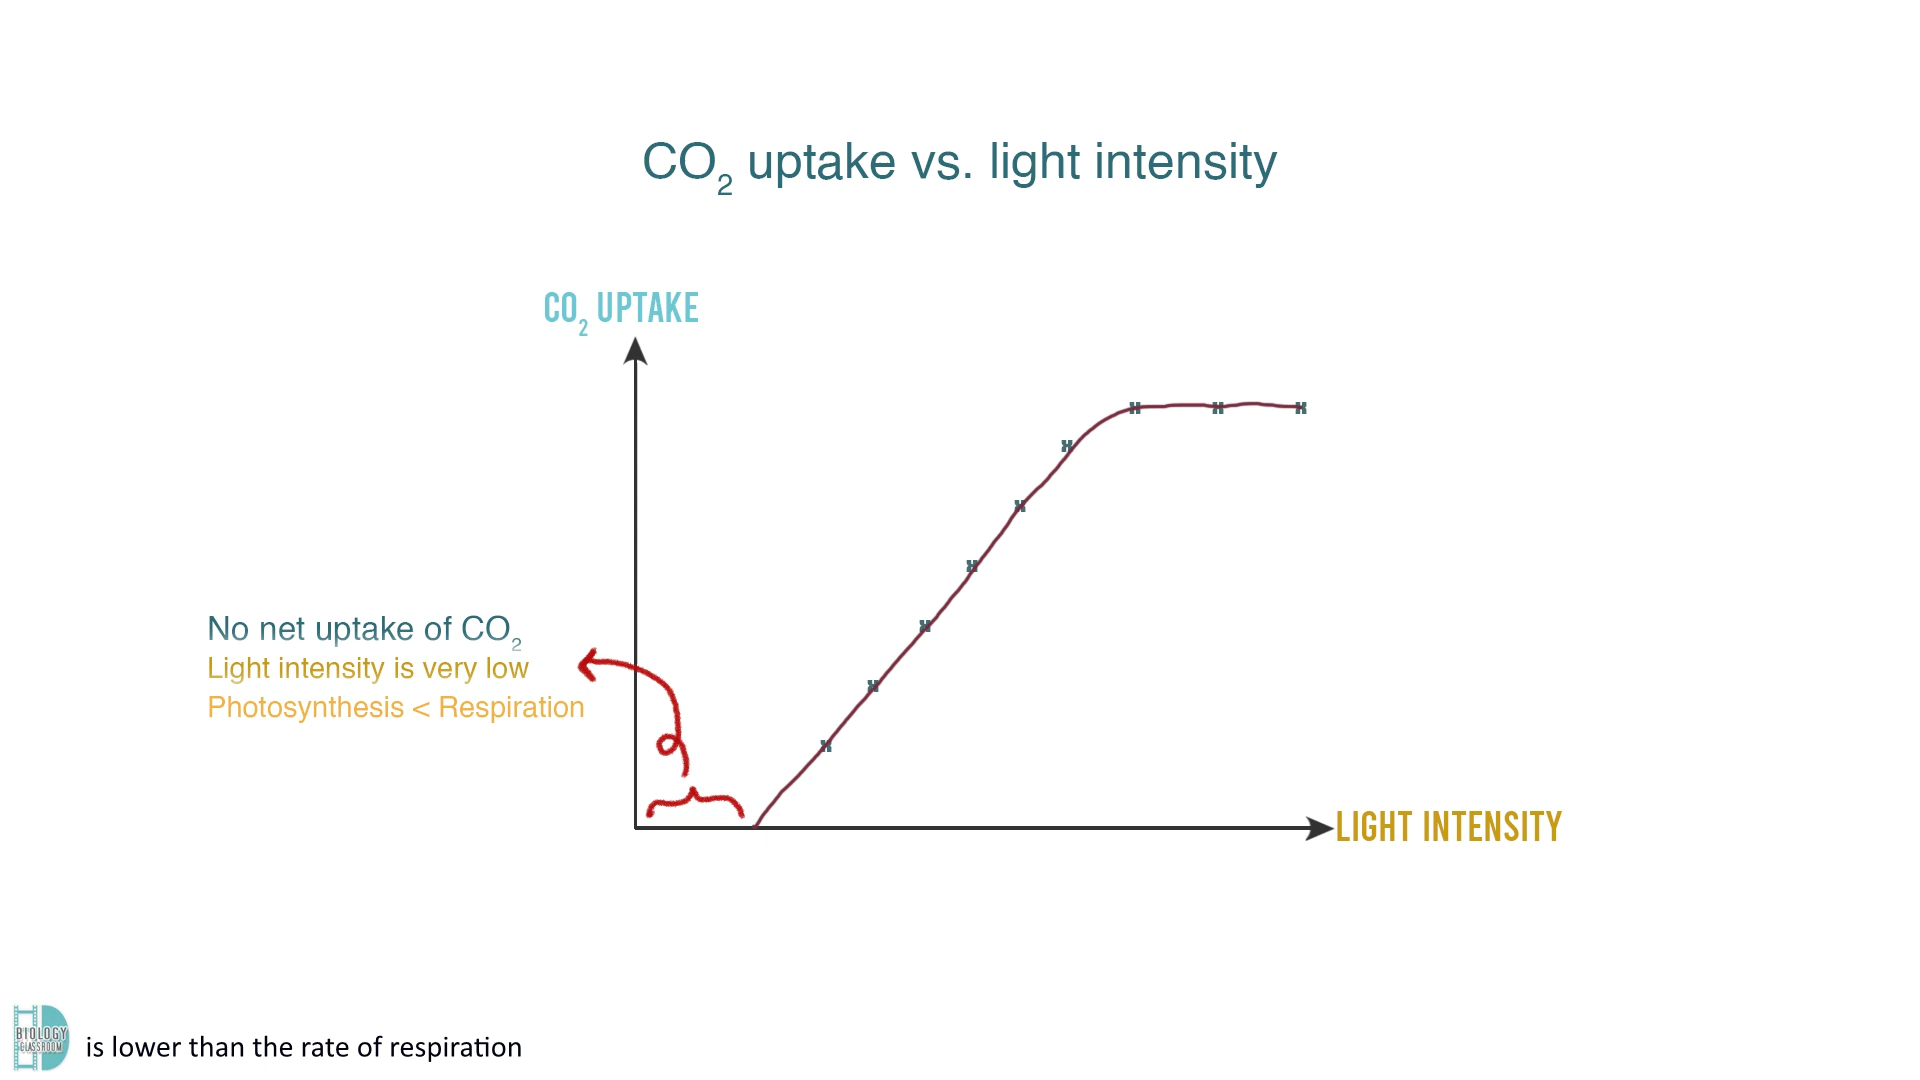 CO₂ uptake vs. light intensity
CO₂ UPTAKE
No net uptake of CO₂
Light intensity is very low
Photosynthesis < Respiration
LIGHT INTENSITY
BIOLOGY
CLASSROOM
is lower than the rate of respiration